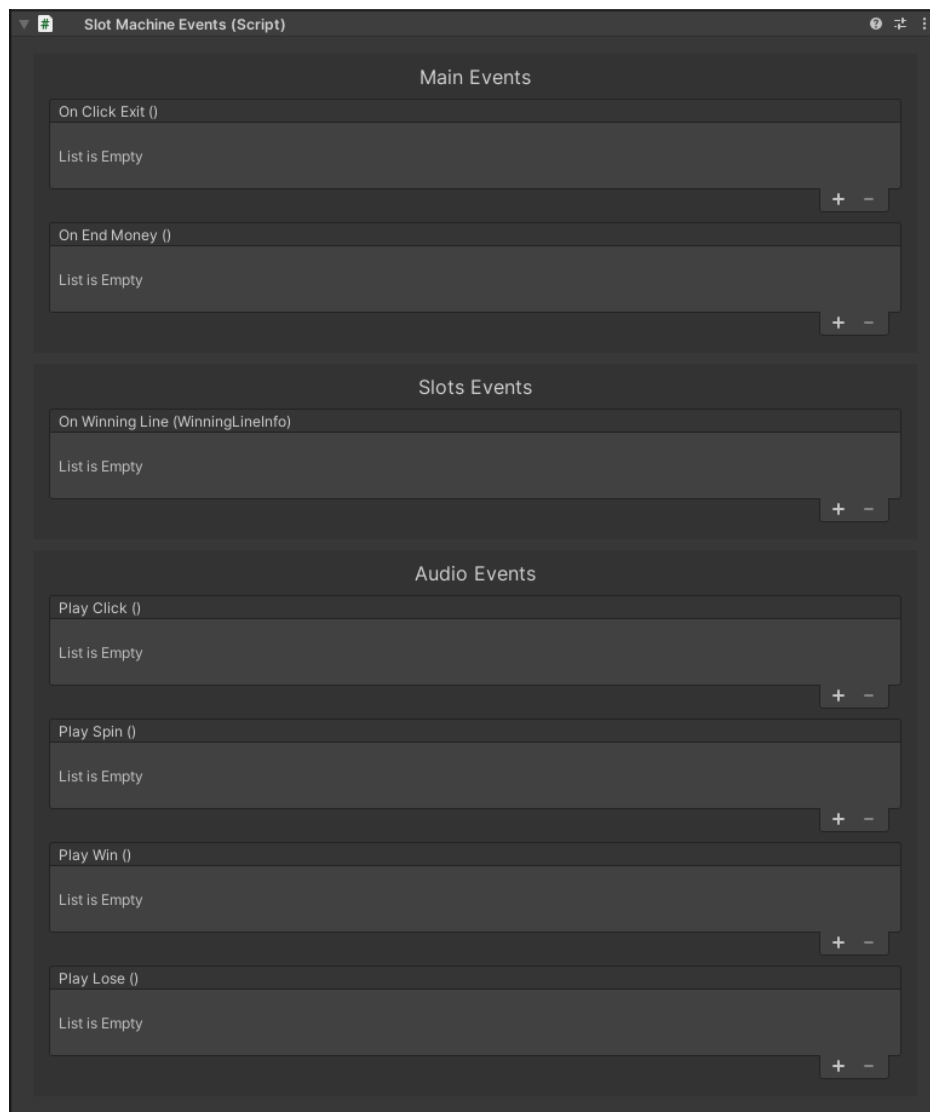 Slot Machine Events (Script)
Main Events
On Click Exit ()
List is Empty
On End Money ()
List is Empty
Slots Events
On Winning Line (WinningLineInfo)
List is Empty
Audio Events
Play Click ()
List is Empty
Play Spin ()
List is Empty
Play Win ()
List is Empty
Play Lose ()
List is Empty